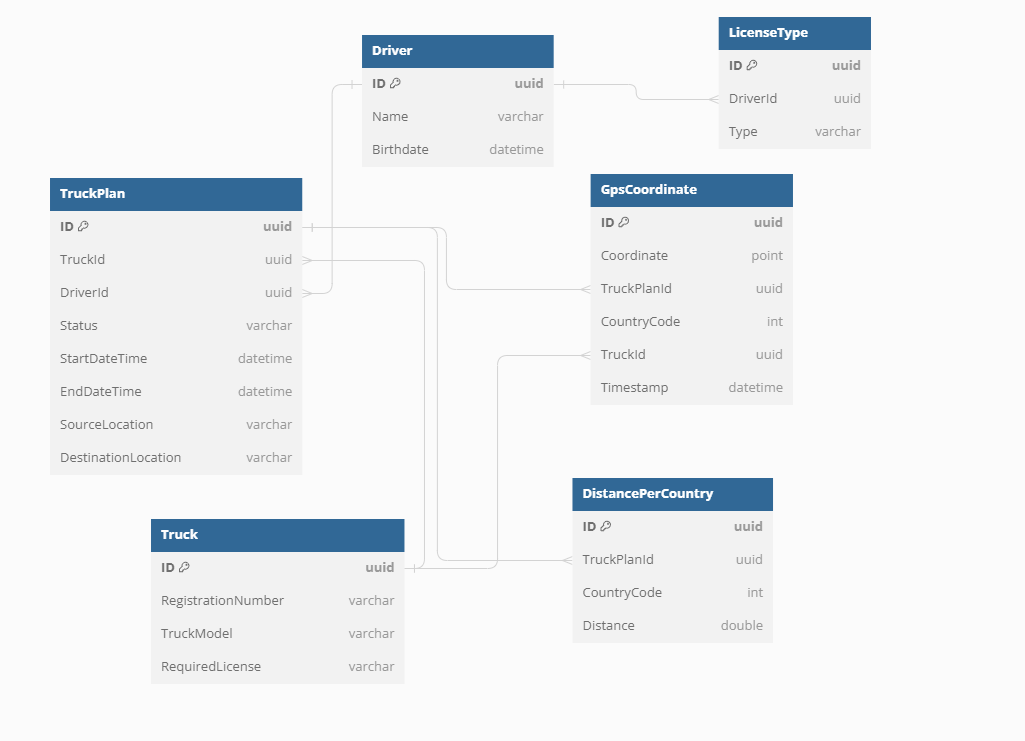 LicenseType
ID uuid
DriverId uuid
Type varchar
Driver
ID uuid
Name varchar
Birthdate datetime
TruckPlan
ID uuid
TruckId uuid
DriverId uuid
Status varchar
StartDateTime datetime
EndDateTime datetime
SourceLocation varchar
DestinationLocation varchar
GpsCoordinate
ID uuid
Coordinate point
TruckPlanId uuid
CountryCode int
TruckId uuid
Timestamp datetime
DistancePerCountry
ID uuid
TruckPlanId uuid
CountryCode int
Distance double
Truck
ID uuid
RegistrationNumber varchar
TruckModel varchar
RequiredLicense varchar